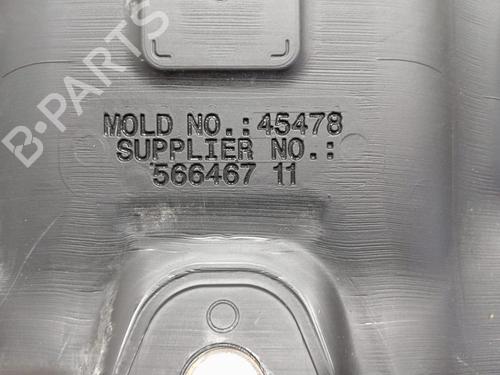 B-PARTS
MOLD NO.:45478
SUPPLIER NO.:
566467 11